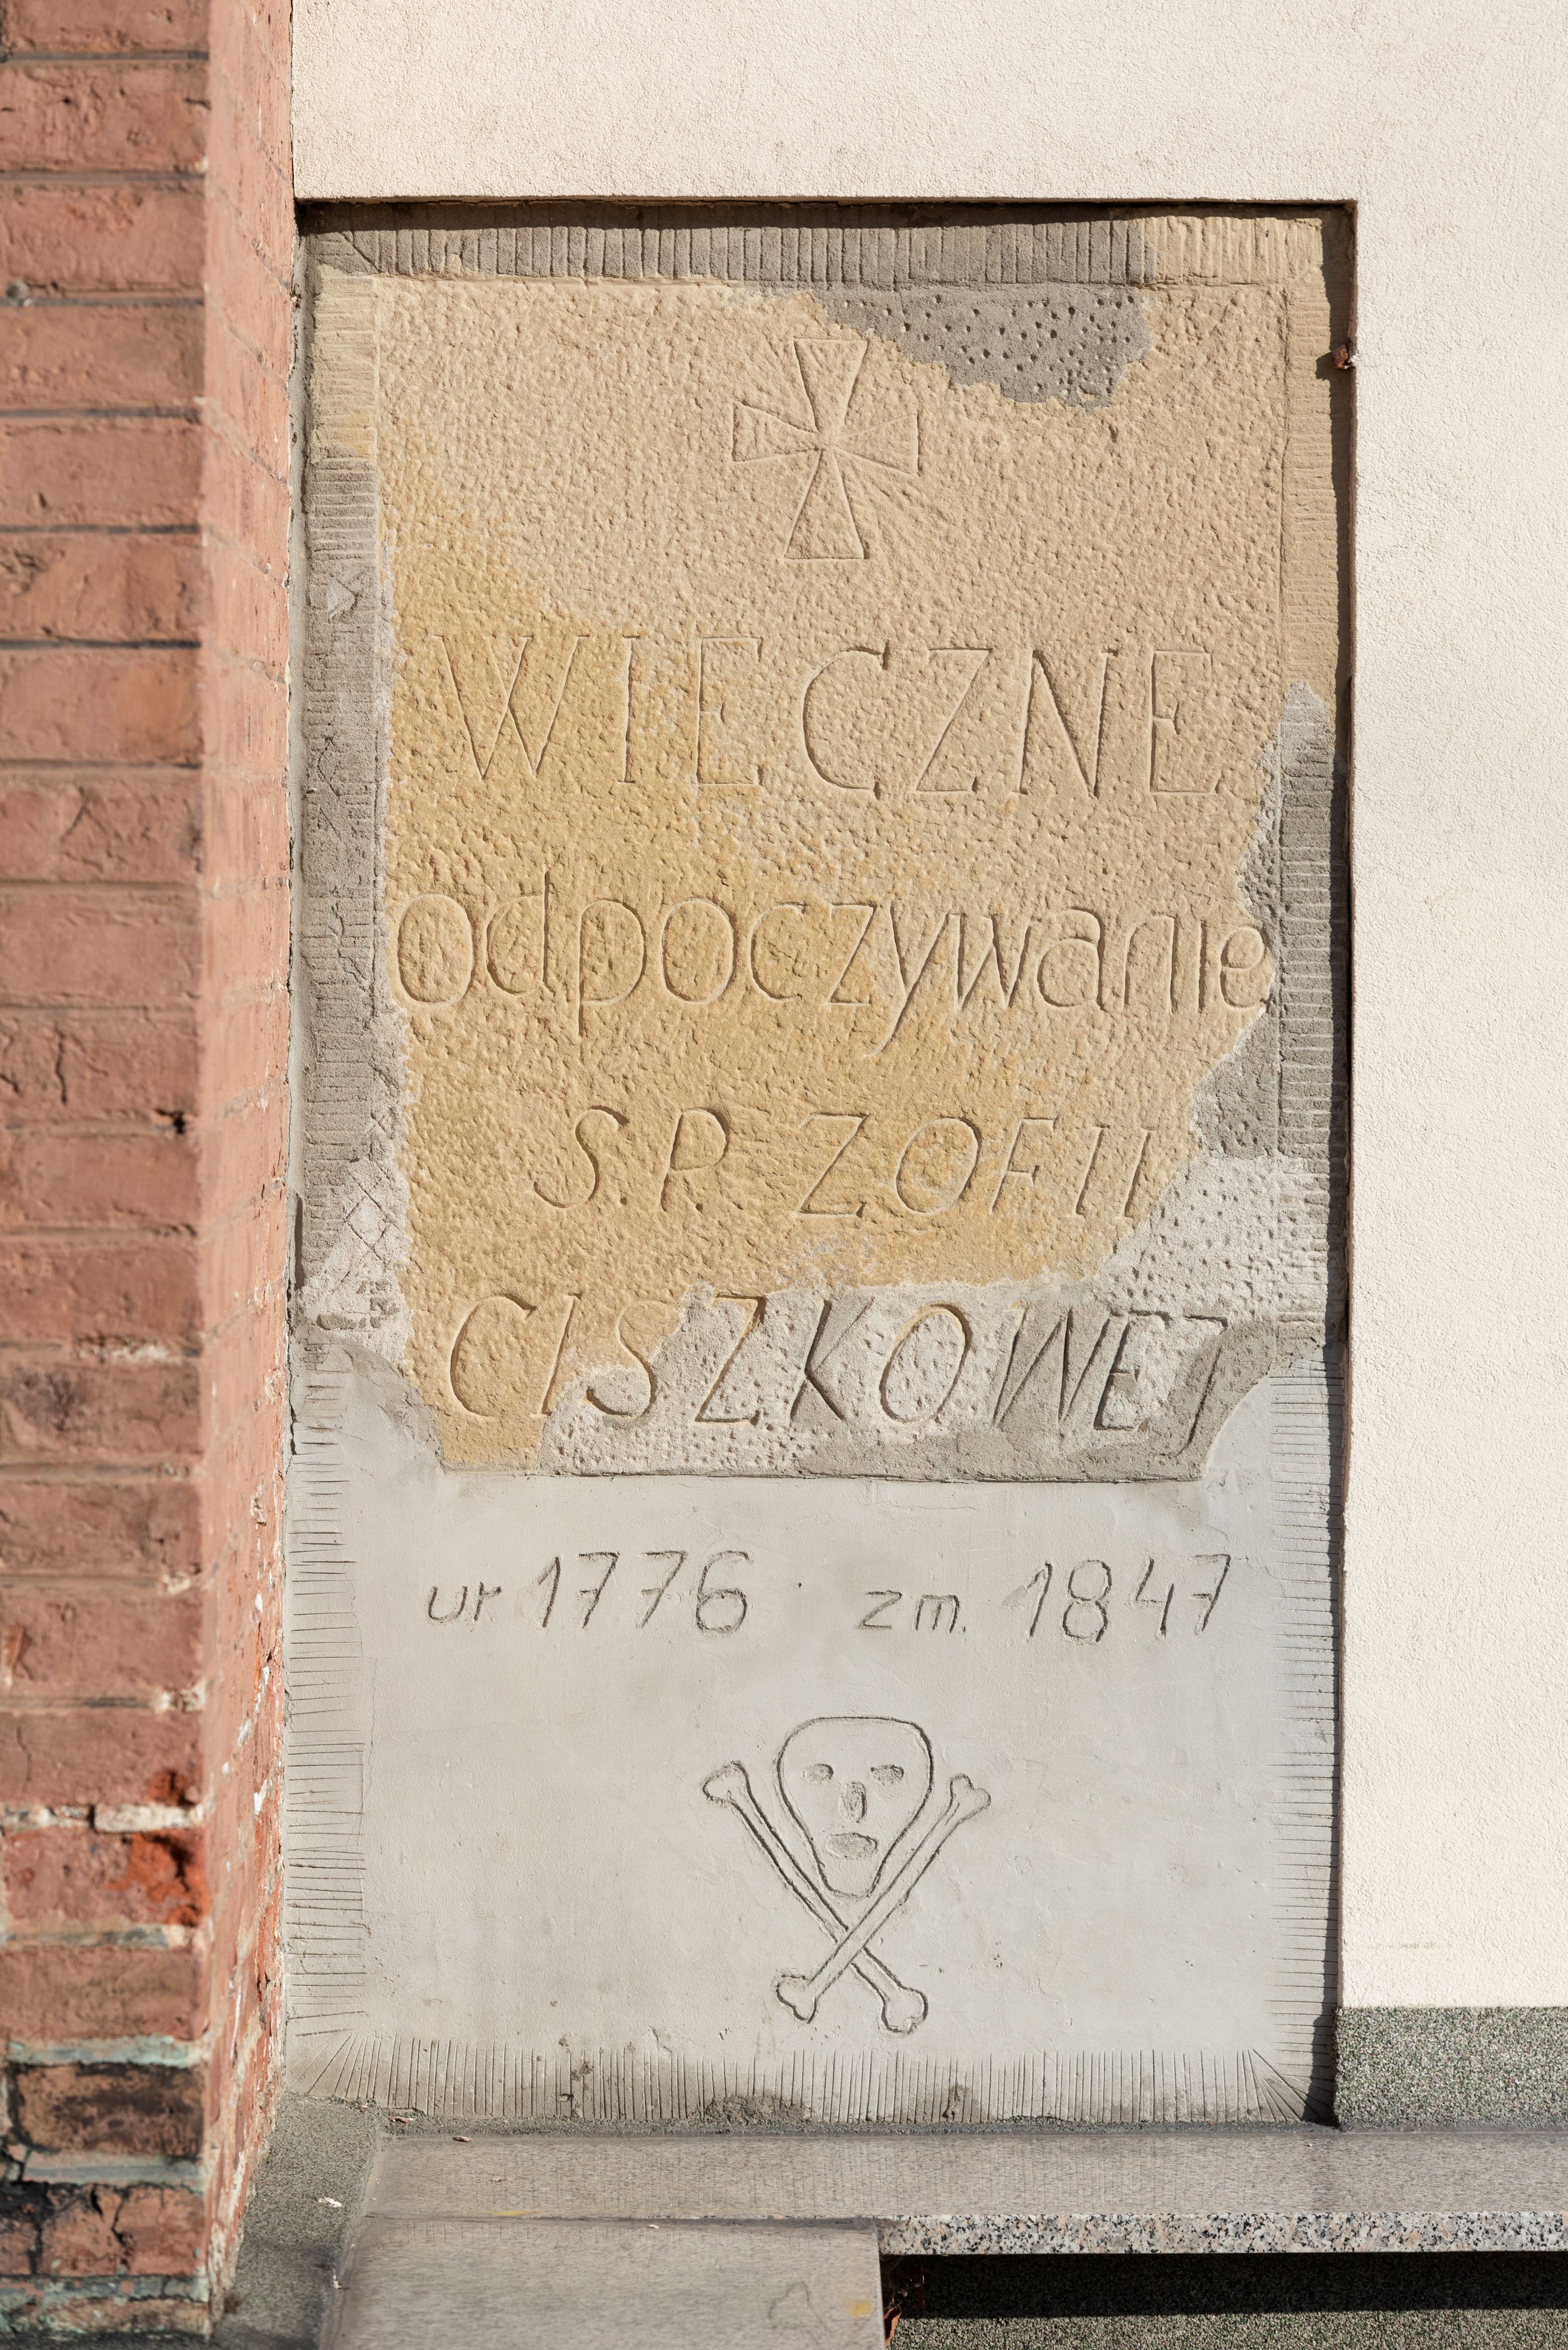 WIECZNE
odpoczywanie
S.P. ZOFII
CISZKOWEJ
ur 1776 · zm. 1847